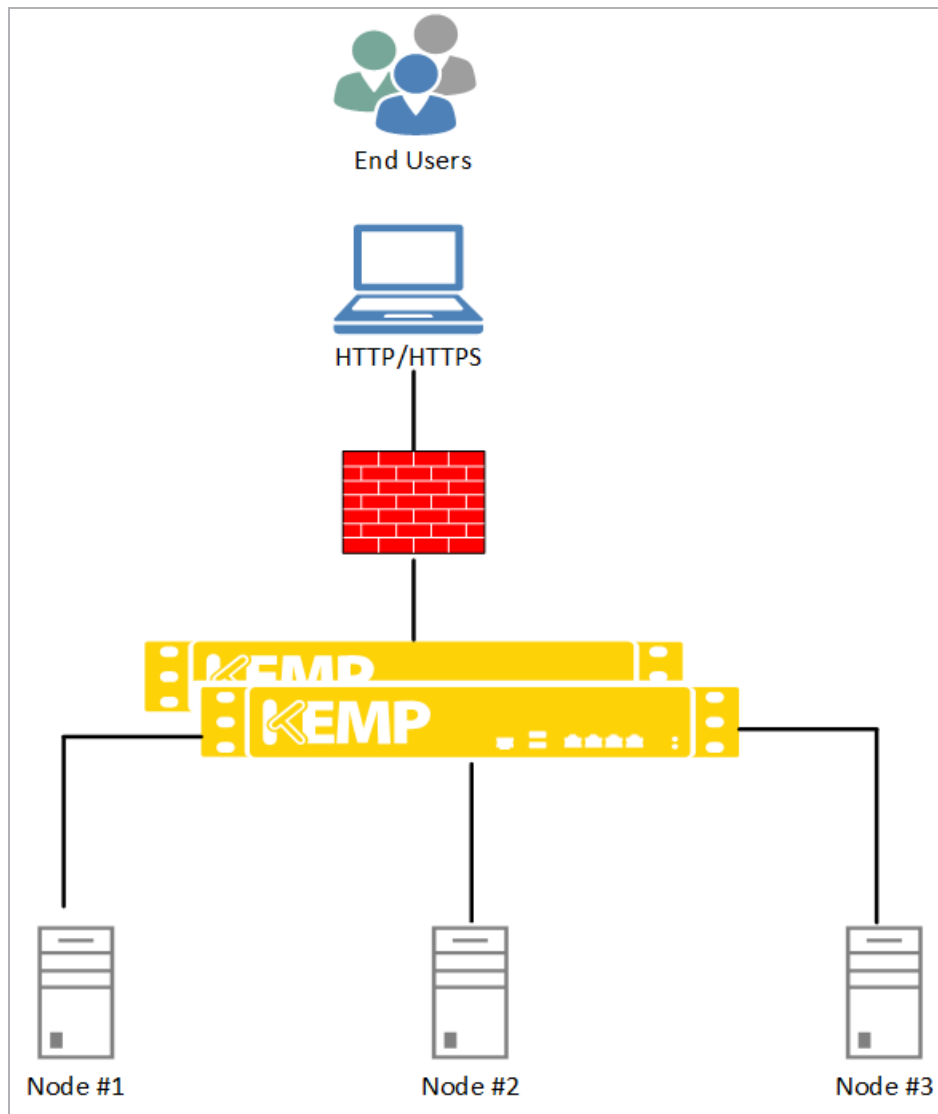 End Users
HTTP/HTTPS
KEMP
KEMP
Node #1
Node #2
Node #3